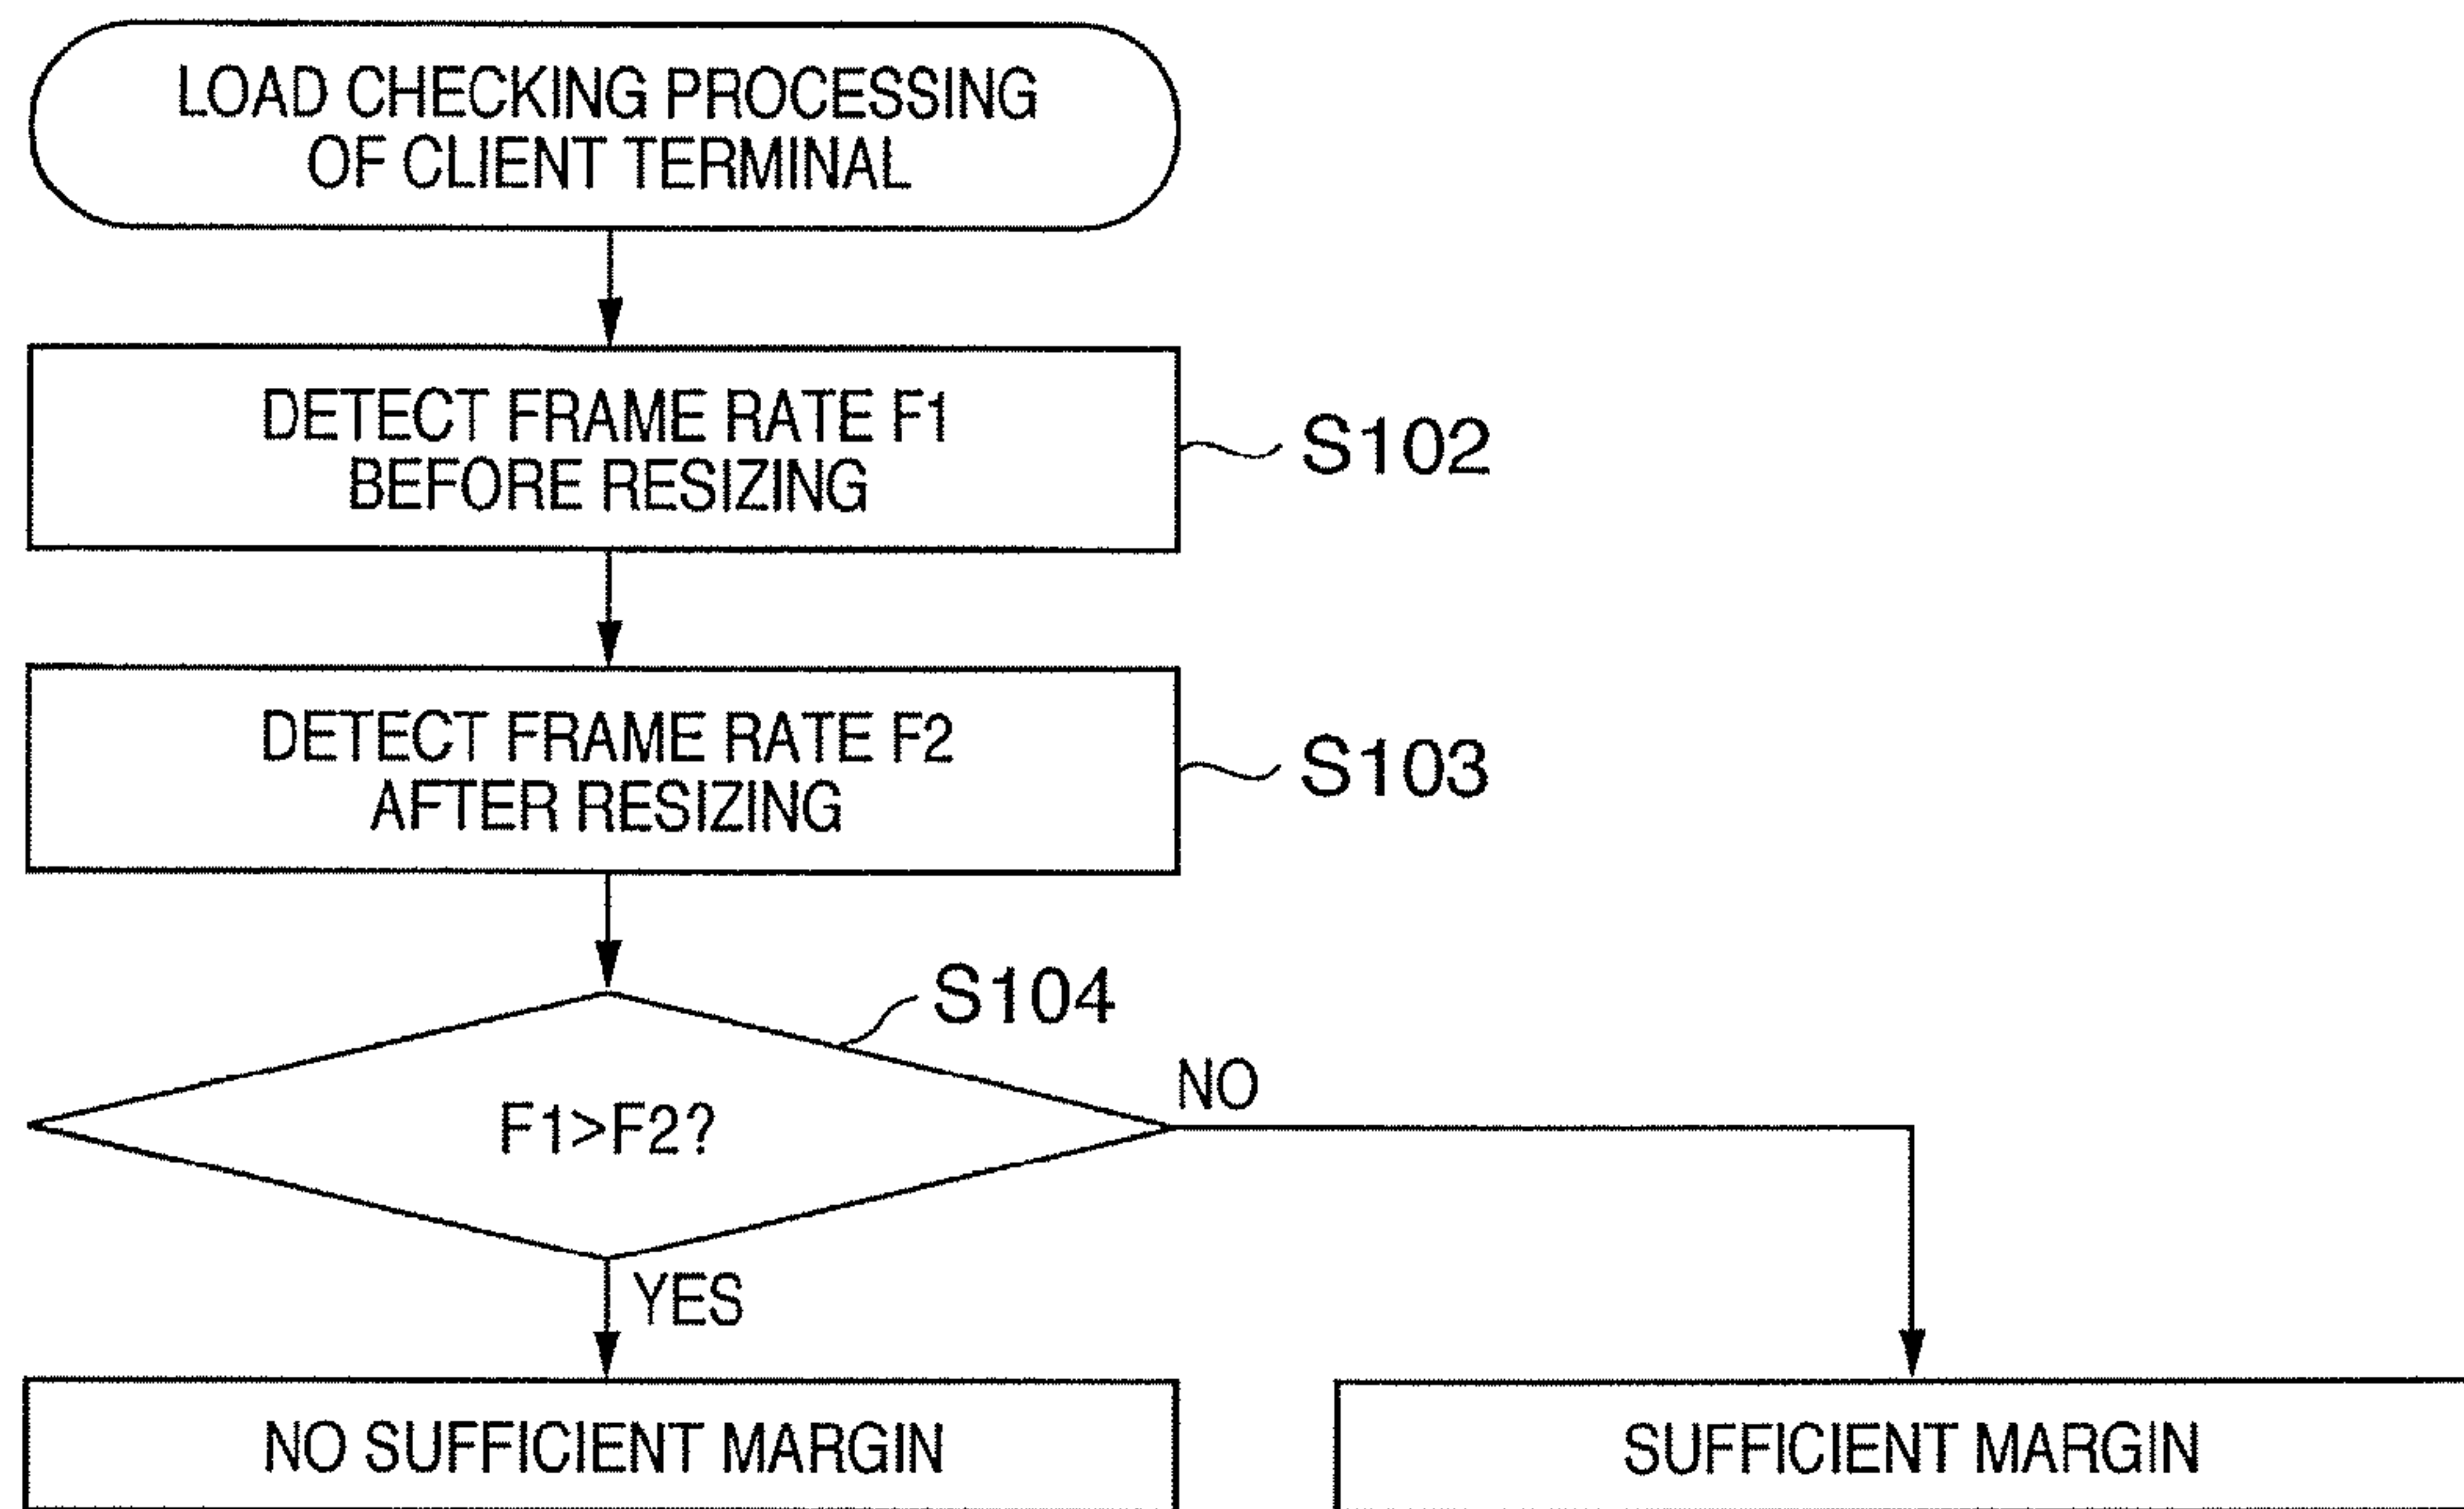 LOAD CHECKING PROCESSING
OF CLIENT TERMINAL
DETECT FRAME RATE F1
BEFORE RESIZING
S102
DETECT FRAME RATE F2
AFTER RESIZING
S103
S104
F1>F2?
NO
YES
NO SUFFICIENT MARGIN
SUFFICIENT MARGIN